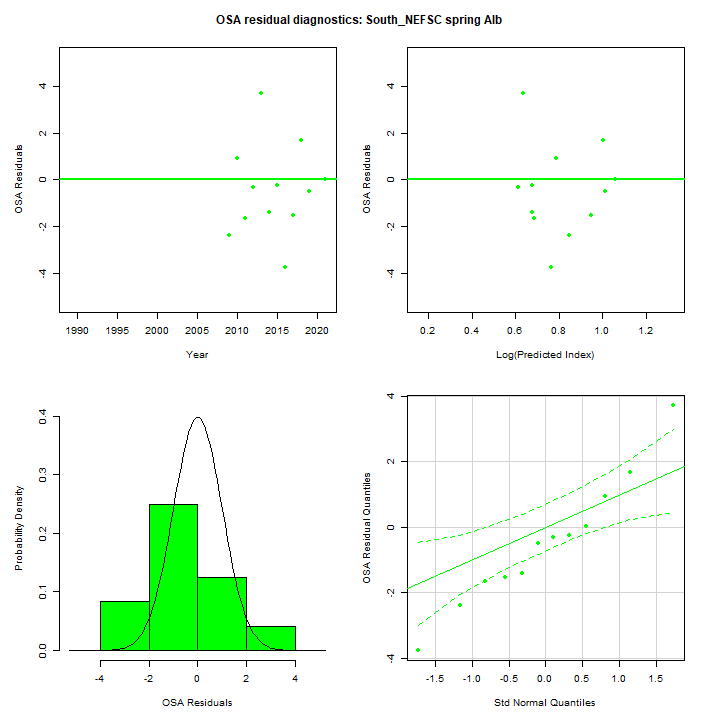 OSA residual diagnostics: South_NEFSC spring Alb
OSA Residuals
4
2
0
-2
-4
1990 1995 2000 2005 2010 2015 2020
Year
OSA Residuals
4
2
0
-2
-4
0.2 0.4 0.6 0.8 1.0 1.2
Log(Predicted Index)
Probability Density
0.4
0.3
0.2
0.1
0.0
-4 -2 0 2 4
OSA Residuals
OSA Residual Quantiles
4
2
0
-2
-4
-1.5 -1.0 -0.5 0.0 0.5 1.0 1.5
Std Normal Quantiles